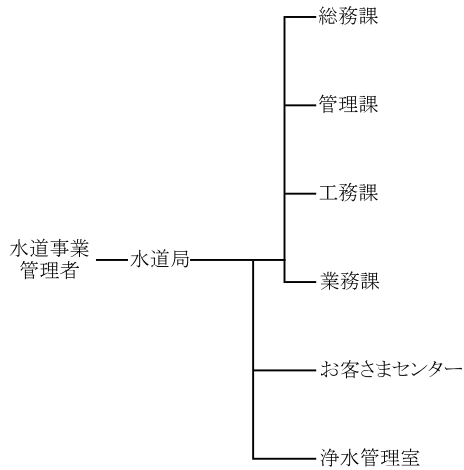 水道事業
管理者
水道局
総務課
管理課
工務課
業務課
お客さまセンター
浄水管理室